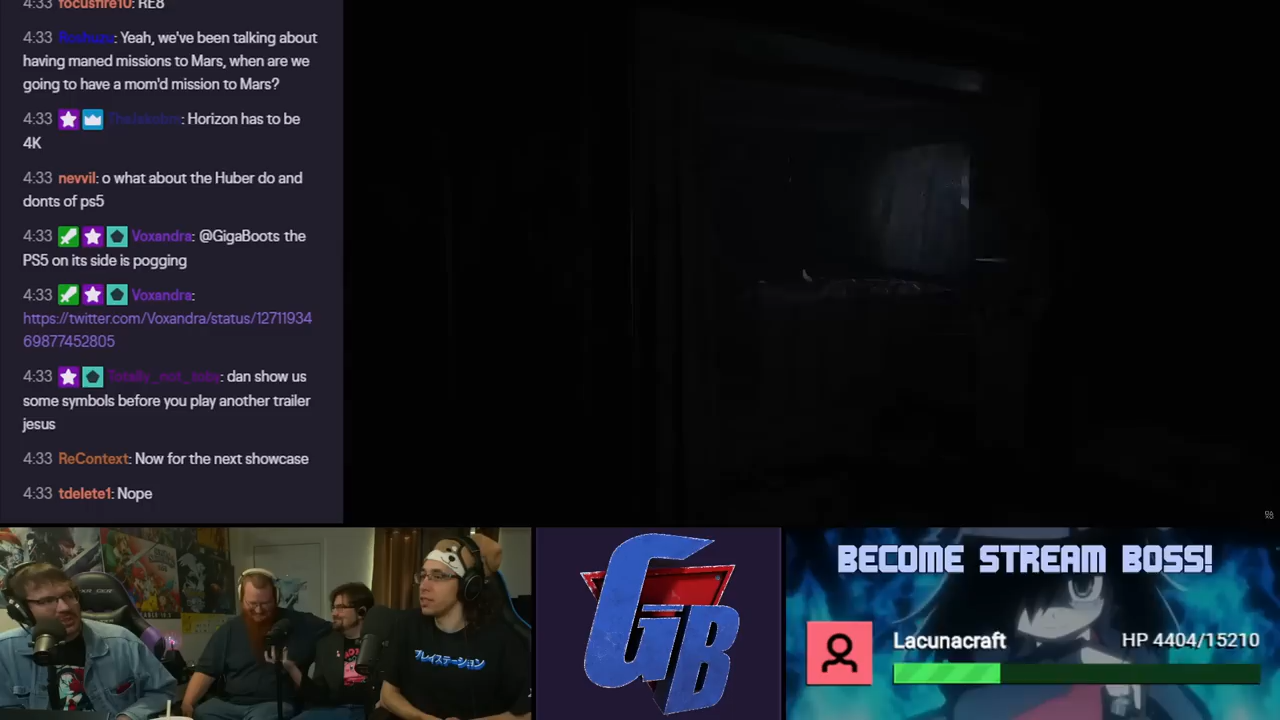 4:33 focusfire10: RE8
4:33 : Yeah, we've been talking about
having maned missions to Mars, when are we
going to have a mom'd mission to Mars?
4:33 : Horizon has to be
4K
4:33 nevvil: o what about the Huber do and
donts of ps5
4:33 Voxandra: @GigaBoots the
PS5 on its side is pogging
4:33 Voxandra:
https://twitter.com/Voxandra/status/12711934
69877452805
4:33 Totally_not_toby: dan show us
some symbols before you play another trailer
jesus
4:33 ReContext: Now for the next showcase
4:33 tdelete1: Nope
プレイステーション
GB
BECOME STREAM BOSS!
Lacunacraft HP 4404/15210